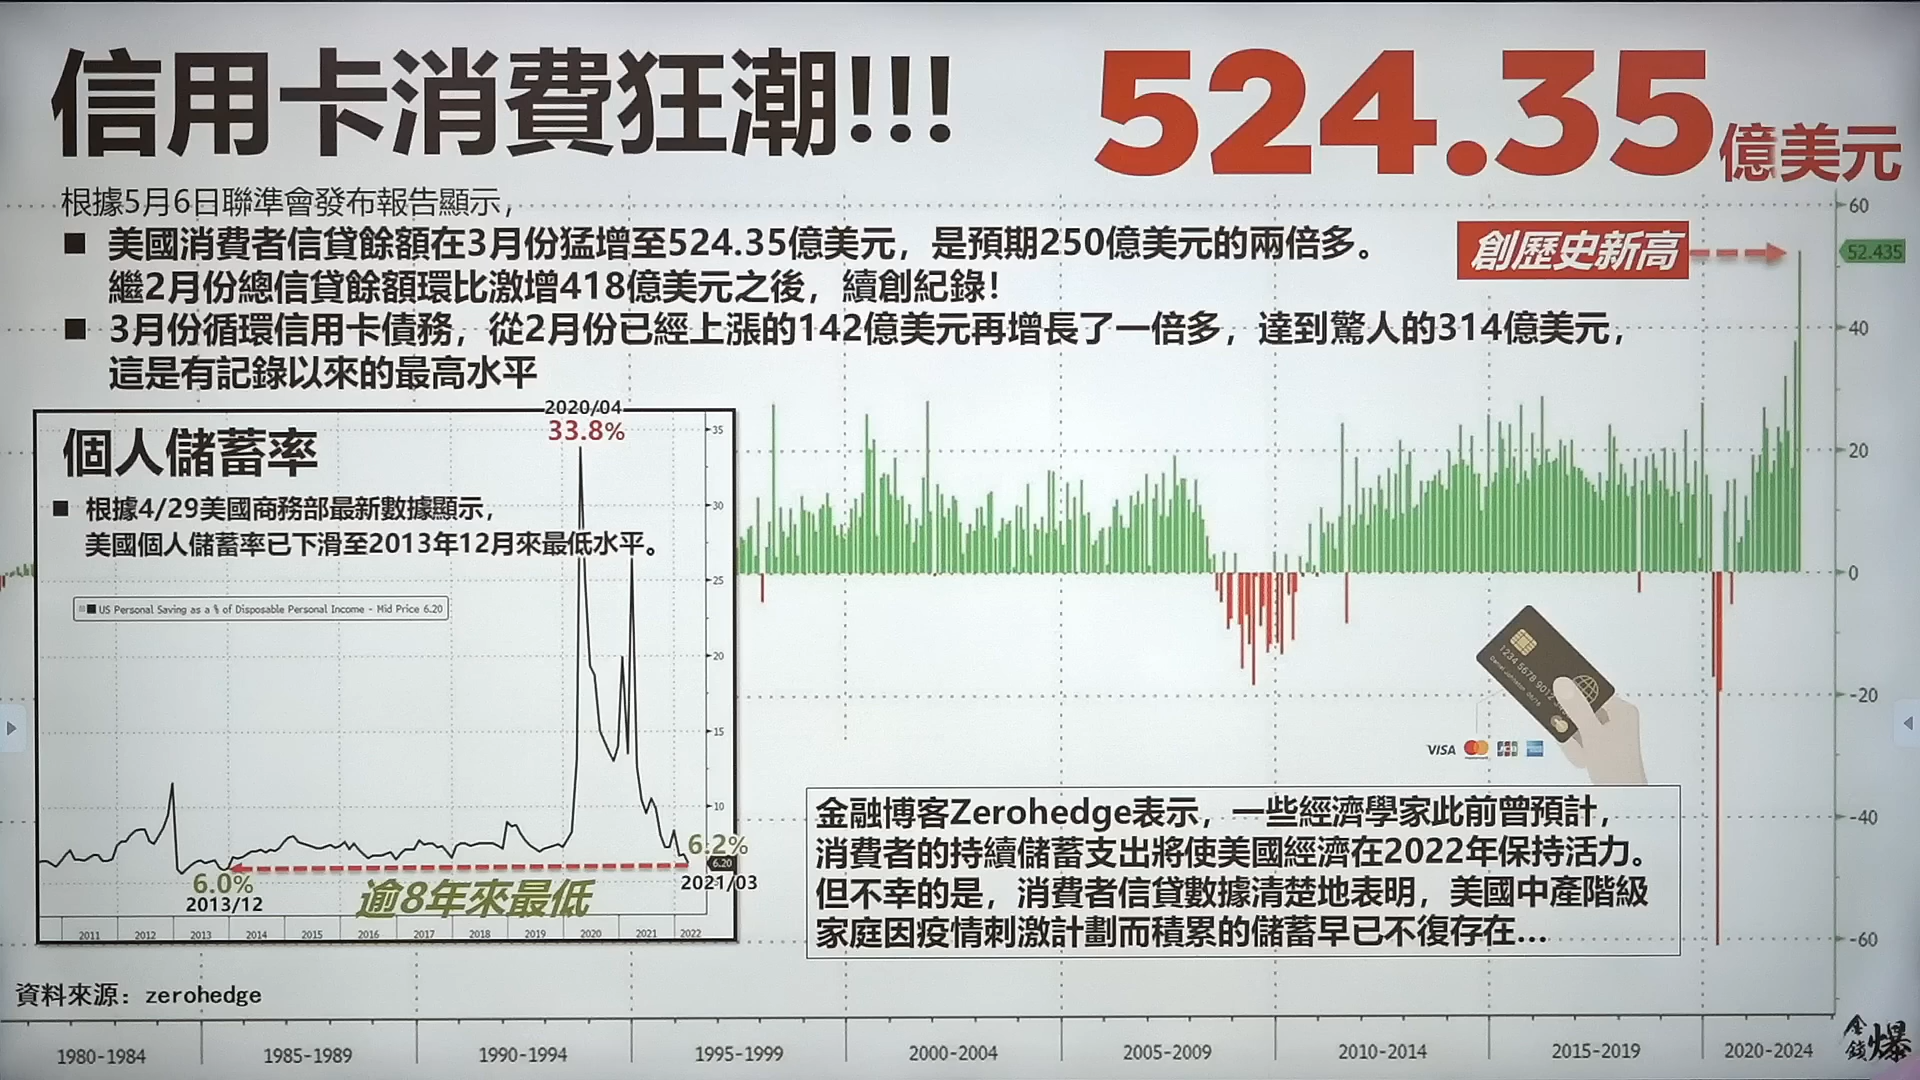 信用卡消費狂潮!!!
524.35億美元
根據5月6日聯準會發布報告顯示，
■ 美國消費者信貸餘額在3月份猛增至524.35億美元，是預期250億美元的兩倍多。
繼2月份總信貸餘額環比激增418億美元之後，續創紀錄！
■ 3月份循環信用卡債務，從2月份已經上漲的142億美元再增長了一倍多，達到驚人的314億美元，
這是有記錄以來的最高水平
創歷史新高
60
52.435
40
20
0
-20
-40
-60
個人儲蓄率
2020/04
33.8%
■ 根據4/29美國商務部最新數據顯示，
美國個人儲蓄率已下滑至2013年12月來最低水平。
US Personal Saving as a % of Disposable Personal Income - Mid Price 6.20
35
30
25
20
15
10
6.2%
6.20
2021/03
6.0%
2013/12
逾8年來最低
2011 2012 2013 2014 2015 2016 2017 2018 2019 2020 2021 2022
1234 5678 9012
VISA
JCB
金融博客Zerohedge表示，一些經濟學家此前曾預計，
消費者的持續儲蓄支出將使美國經濟在2022年保持活力。
但不幸的是，消費者信貸數據清楚地表明，美國中產階級
家庭因疫情刺激計劃而積累的儲蓄早已不復存在...
資料來源：zerohedge
1980-1984 1985-1989 1990-1994 1995-1999 2000-2004 2005-2009 2010-2014 2015-2019 2020-2024
金錢爆